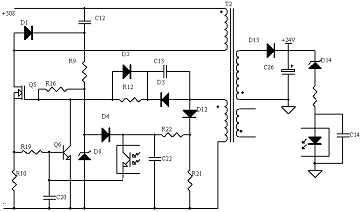 T2
+308
D1
C12
D13
+24V
R9
D2
C13
D3
C26
D14
Q5
R16
R12
D12
D4
R22
C14
R19
Q6
D9
C22
R10
R21
C20